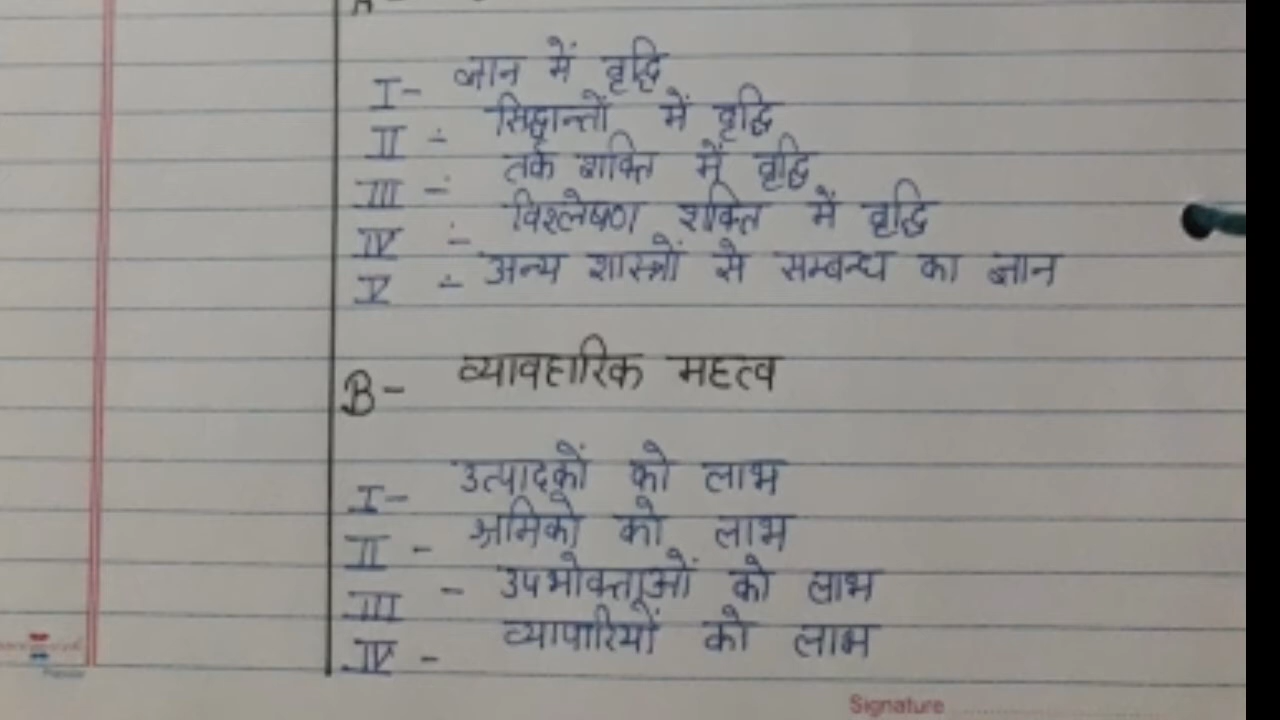 I- ज्ञान में वृद्धि
II - सिद्धान्तों में वृद्धि
III - तर्क शक्ति में वृद्धि
IV - विश्लेषण शक्ति में वृद्धि
V - अन्य शास्त्रों से सम्बन्ध का ज्ञान
B- व्यावहारिक महत्व
I- उत्पादकों को लाभ
II - श्रमिको को लाभ
III - उपभोक्ताओं को लाभ
IV - व्यापारियों को लाभ
Signature